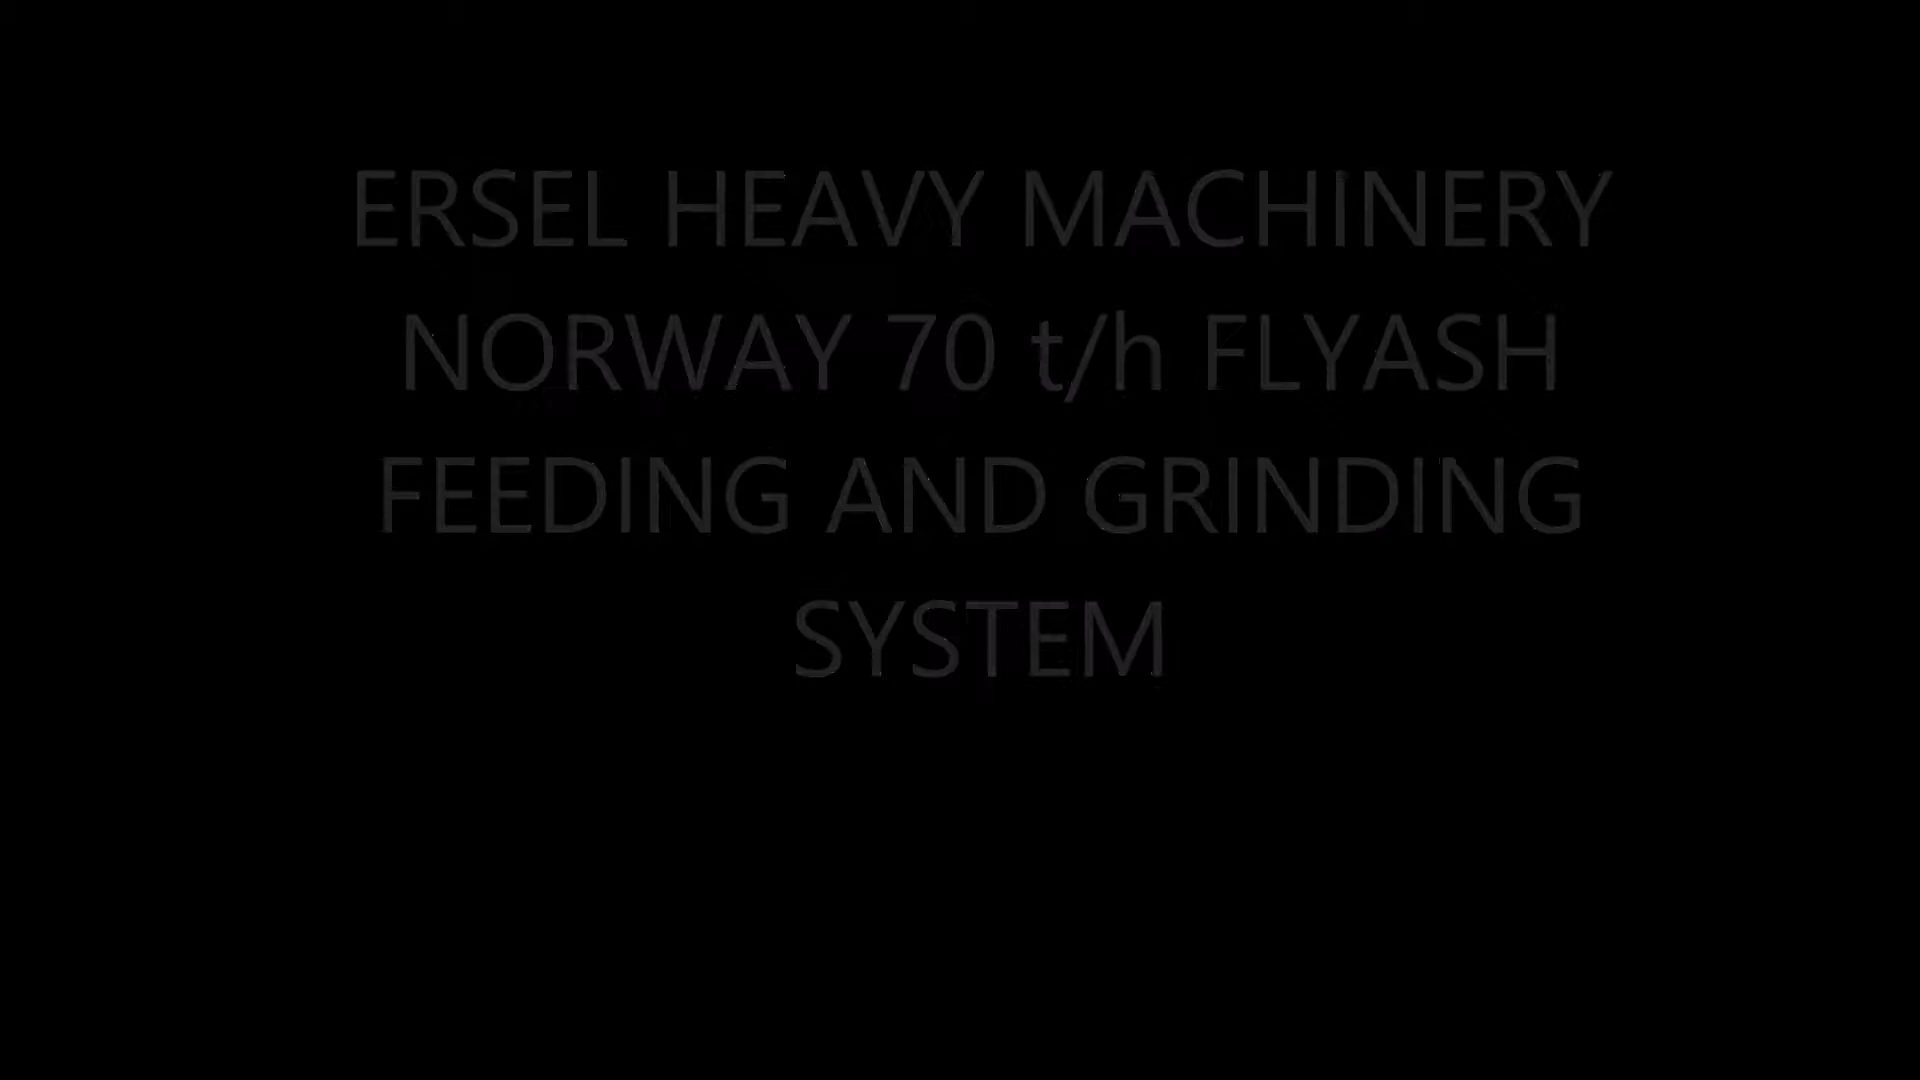 ERSEL HEAVY MACHINERY
NORWAY 70 t/h FLYASH
FEEDING AND GRINDING
SYSTEM